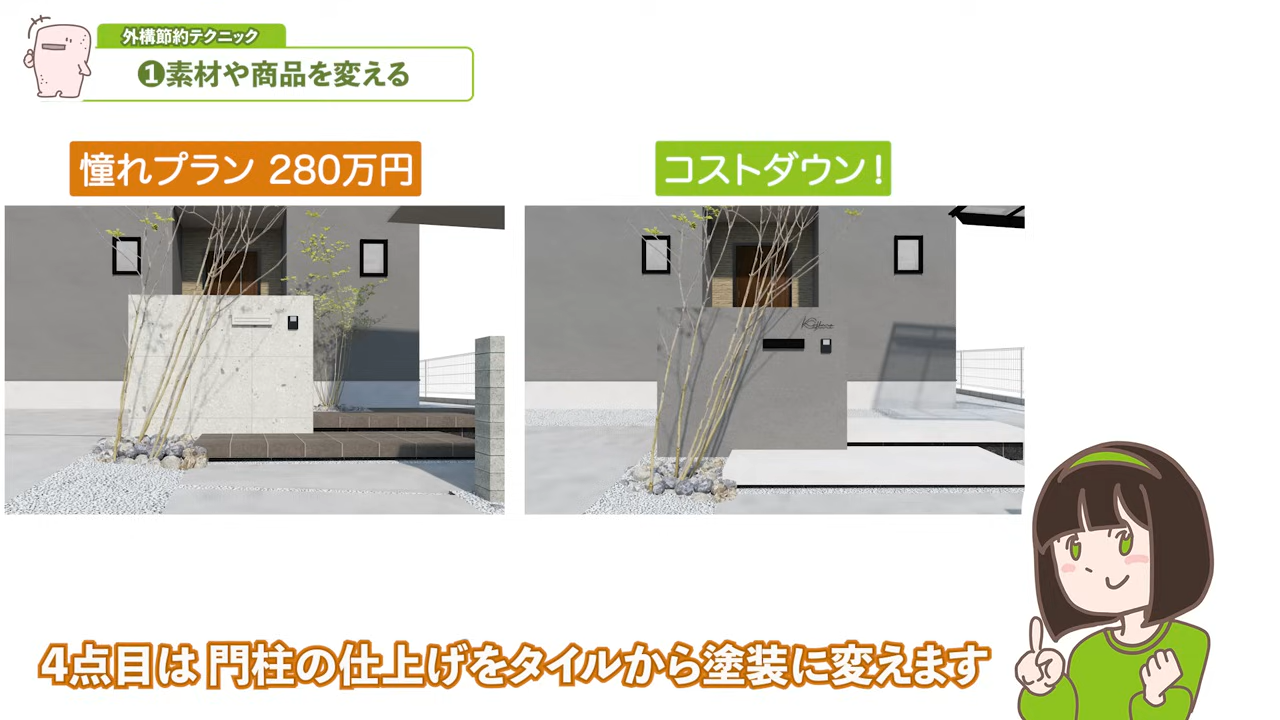 外構節約テクニック
❶素材や商品を変える
憧れプラン 280万円
コストダウン!
4点目は 門柱の仕上げをタイルから塗装に変えます